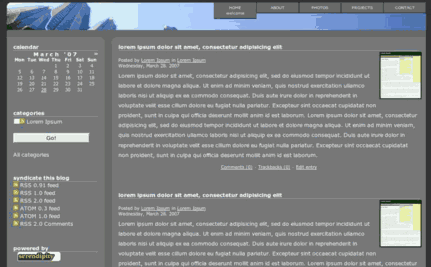 HOME
welcome
ABOUT
PHOTOS
PROJECTS
CONTACT
calendar
March '07
Mon Tue Wed Thu Fri Sat Sun
1 2 3 4
5 6 7 8 9 10 11
12 13 14 15 16 17 18
19 20 21 22 23 24 25
26 27 28 29 30 31
categories
Lorem Ipsum
Go!
All categories
syndicate this blog
RSS 0.91 feed
RSS 1.0 feed
RSS 2.0 feed
ATOM 0.3 feed
ATOM 1.0 feed
RSS 2.0 Comments
powered by
serendipity
lorem ipsum dolor sit amet, consectetur adipisicing elit
Posted by Lorem Ipsum in Lorem Ipsum
Wednesday, March 28. 2007
Lorem ipsum dolor sit amet, consectetur adipisicing elit, sed do eiusmod tempor incididunt ut
labore et dolore magna aliqua. Ut enim ad minim veniam, quis nostrud exercitation ullamco
laboris nisi ut aliquip ex ea commodo consequat. Duis aute irure dolor in reprehenderit in
voluptate velit esse cillum dolore eu fugiat nulla pariatur. Excepteur sint occaecat cupidatat non
proident, sunt in culpa qui officia deserunt mollit anim id est laborum. Lorem ipsum dolor sit amet, consectetur
adipisicing elit, sed do eiusmod tempor incididunt ut labore et dolore magna aliqua. Ut enim ad minim veniam,
quis nostrud exercitation ullamco laboris nisi ut aliquip ex ea commodo consequat. Duis aute irure dolor in
reprehenderit in voluptate velit esse cillum dolore eu fugiat nulla pariatur. Excepteur sint occaecat cupidatat
non proident, sunt in culpa qui officia deserunt mollit anim id est laborum.
Comments (0) - Trackbacks (0) - Edit entry
lorem ipsum dolor sit amet, consectetur adipisicing elit
Posted by Lorem Ipsum in Lorem Ipsum
Wednesday, March 28. 2007
Lorem ipsum dolor sit amet, consectetur adipisicing elit, sed do eiusmod tempor incididunt ut
labore et dolore magna aliqua. Ut enim ad minim veniam, quis nostrud exercitation ullamco
laboris nisi ut aliquip ex ea commodo consequat. Duis aute irure dolor in reprehenderit in
voluptate velit esse cillum dolore eu fugiat nulla pariatur. Excepteur sint occaecat cupidatat non
proident, sunt in culpa qui officia deserunt mollit anim id est laborum. Lorem ipsum dolor sit amet, consectetur